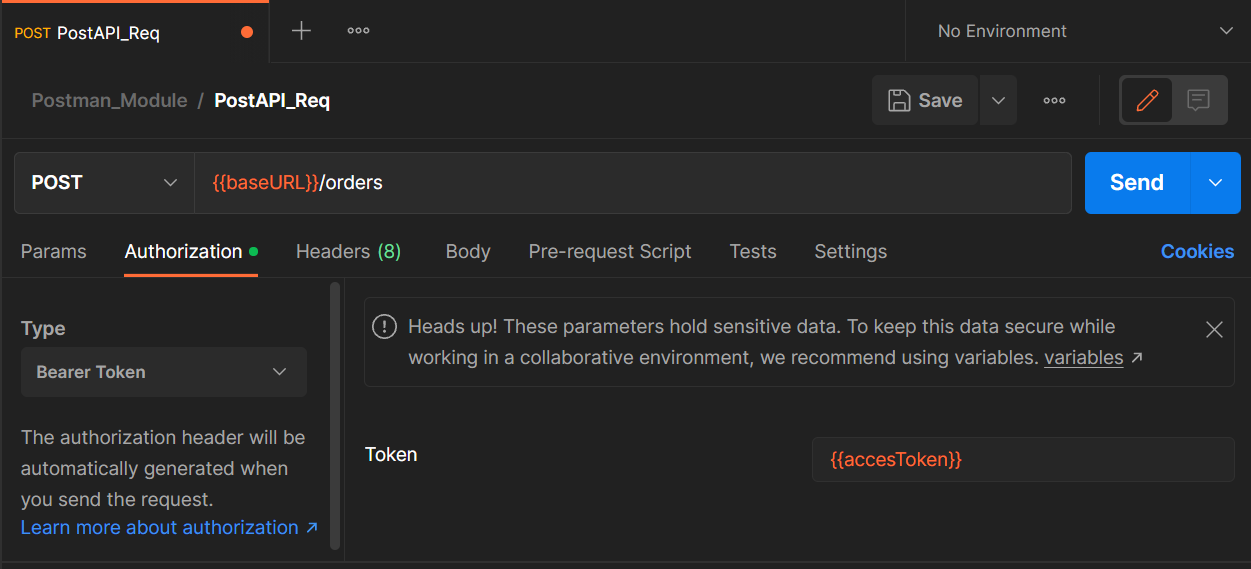 POST PostAPI_Req
No Environment
Postman_Module / PostAPI_Req
Save
POST
{{baseURL}}/orders
Send
Params Authorization Headers (8) Body Pre-request Script Tests Settings Cookies
Type
Bearer Token
The authorization header will be
automatically generated when
you send the request.
Learn more about authorization ↗
Heads up! These parameters hold sensitive data. To keep this data secure while
working in a collaborative environment, we recommend using variables. variables ↗
Token
{{accesToken}}